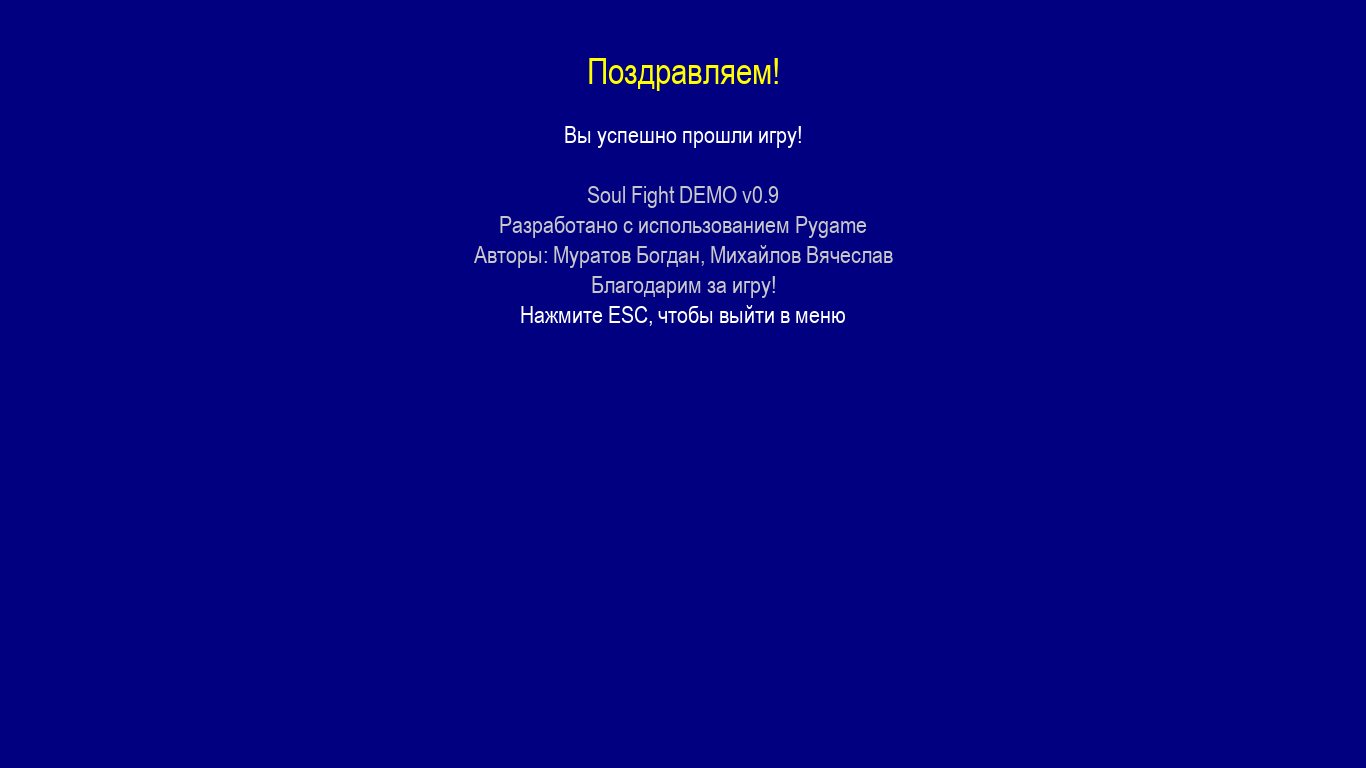 Поздравляем!
Вы успешно прошли игру!
Soul Fight DEMO v0.9
Разработано с использованием Pygame
Авторы: Муратов Богдан, Михайлов Вячеслав
Благодарим за игру!
Нажмите ESC, чтобы выйти в меню